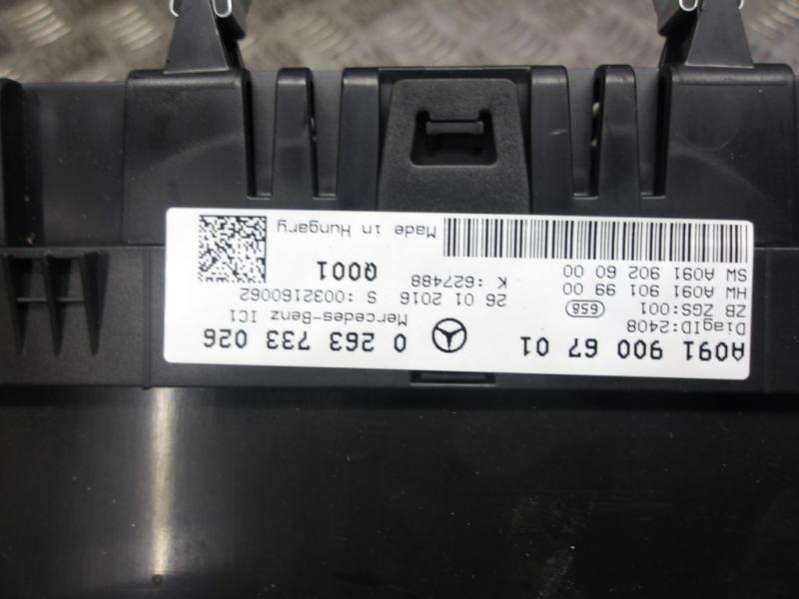 A091 900 67 01 0 263 733 026
DiagID:2408 Mercedes-Benz IC1
ZB ZGS:001 658 26 01 2016 S :0032160062
HW A091 901 99 00 K :627488 Q001
SW A091 902 60 00
Made in Hungary